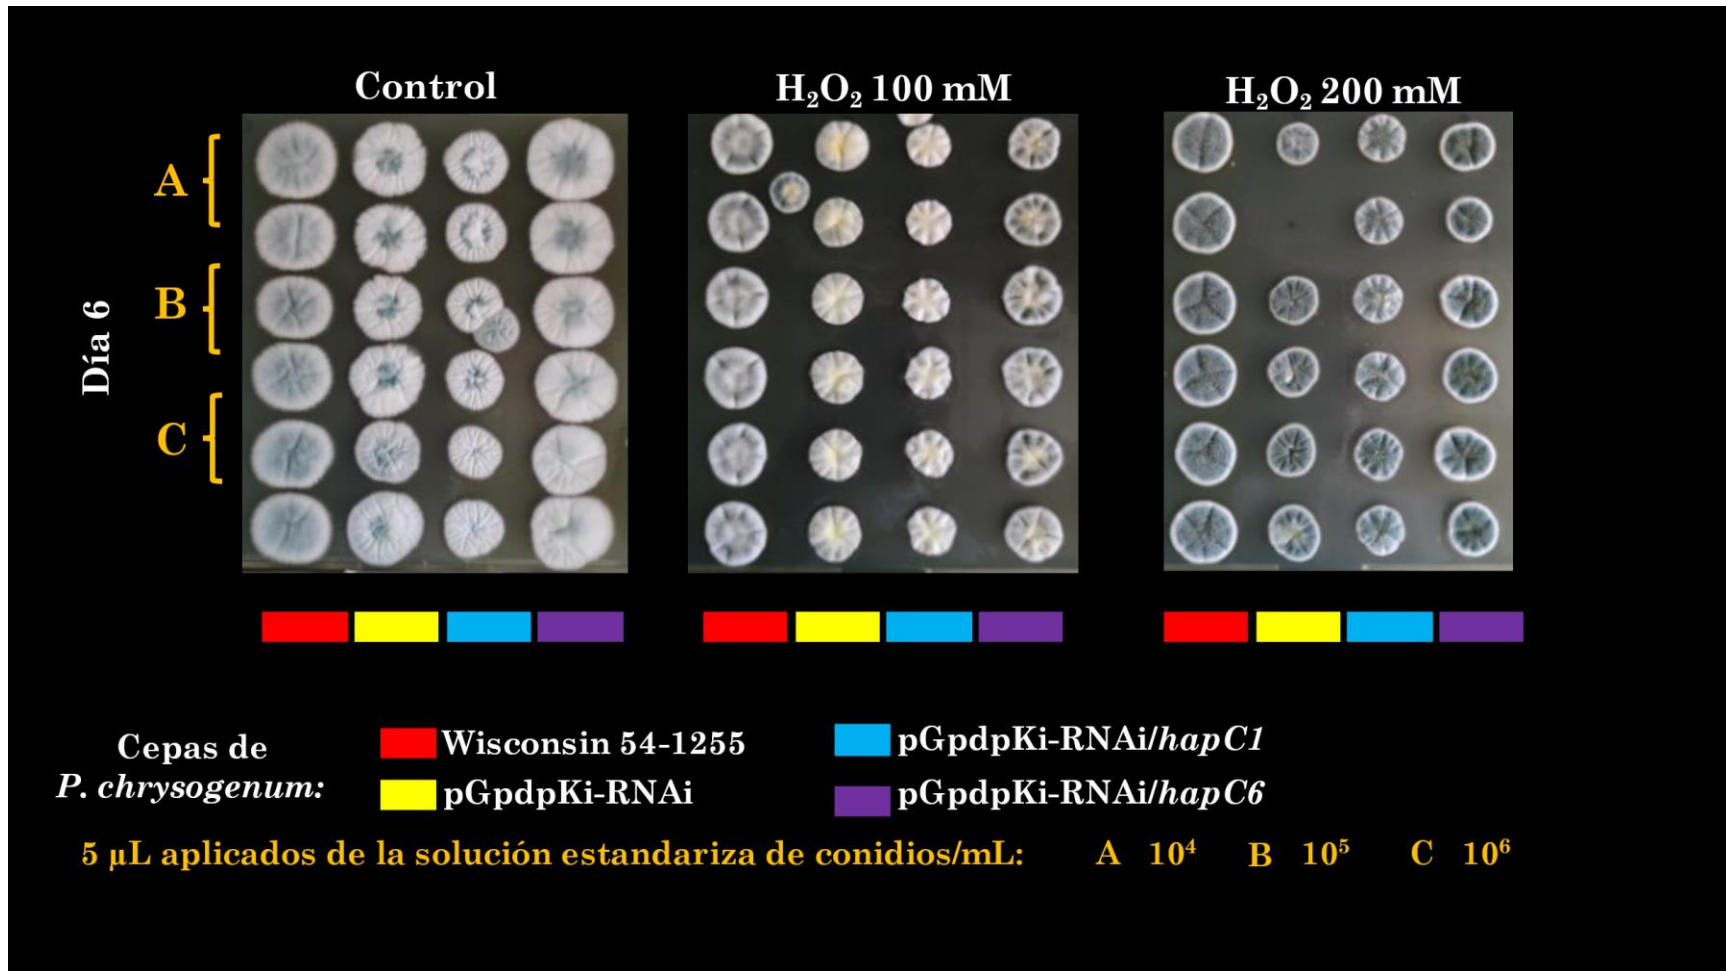 Control
H₂O₂ 100 mM
H₂O₂ 200 mM
A
B
C
Día 6
Cepas de
P. chrysogenum:
Wisconsin 54-1255
pGpdpKi-RNAi
pGpdpKi-RNAi/hapC1
pGpdpKi-RNAi/hapC6
5 µL aplicados de la solución estandariza de conidios/mL: A 10⁴ B 10⁵ C 10⁶